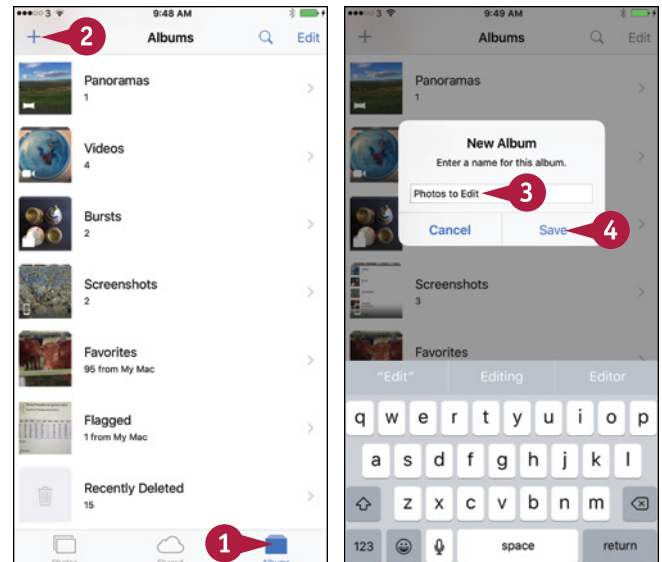 3 9:48 AM
2
Albums
Edit
Panoramas
1
Videos
4
Bursts
2
Screenshots
2
Favorites
95 from My Mac
Flagged
1 from My Mac
Recently Deleted
15
1
3 9:49 AM
Albums
Edit
Panoramas
1
New Album
Enter a name for this album.
Photos to Edit
3
Cancel
Save
4
Screenshots
3
Favorites
"Edit" Editing Editor
q w e r t y u i o p
a s d f g h j k l
z x c v b n m
123 space return